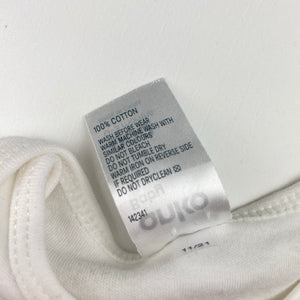 100% COTTON
WASH BEFORE WEAR
WARM MACHINE WASH WITH
SIMILAR COLOURS
DO NOT BLEACH
DO NOT TUMBLE DRY
WARM IRON ON REVERSE SIDE
IF REQUIRED
DO NOT DRYCLEAN
142341